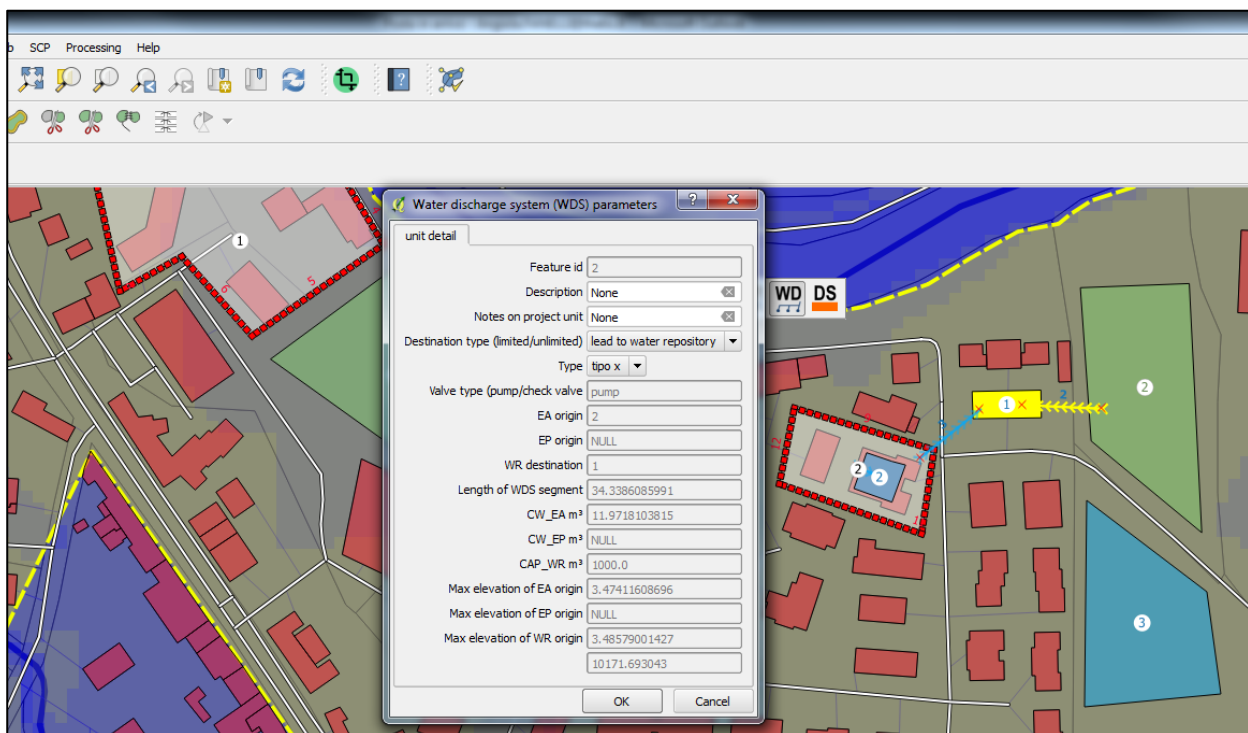 SCP Processing Help
Water discharge system (WDS) parameters
unit detail
Feature id 2
Description None
Notes on project unit None
Destination type (limited/unlimited) lead to water repository
Type tipo x
Valve type (pump/check valve pump
EA origin 2
EP origin NULL
WR destination 1
Length of WDS segment 34.3386085991
CW_EA m³ 11.9718103815
CW_EP m³ NULL
CAP_WR m³ 1000.0
Max elevation of EA origin 3.47411608696
Max elevation of EP origin NULL
Max elevation of WR origin 3.48579001427
10171.693043
OK Cancel
1
5
6
WD DS
2
1
2
12
2
2
3